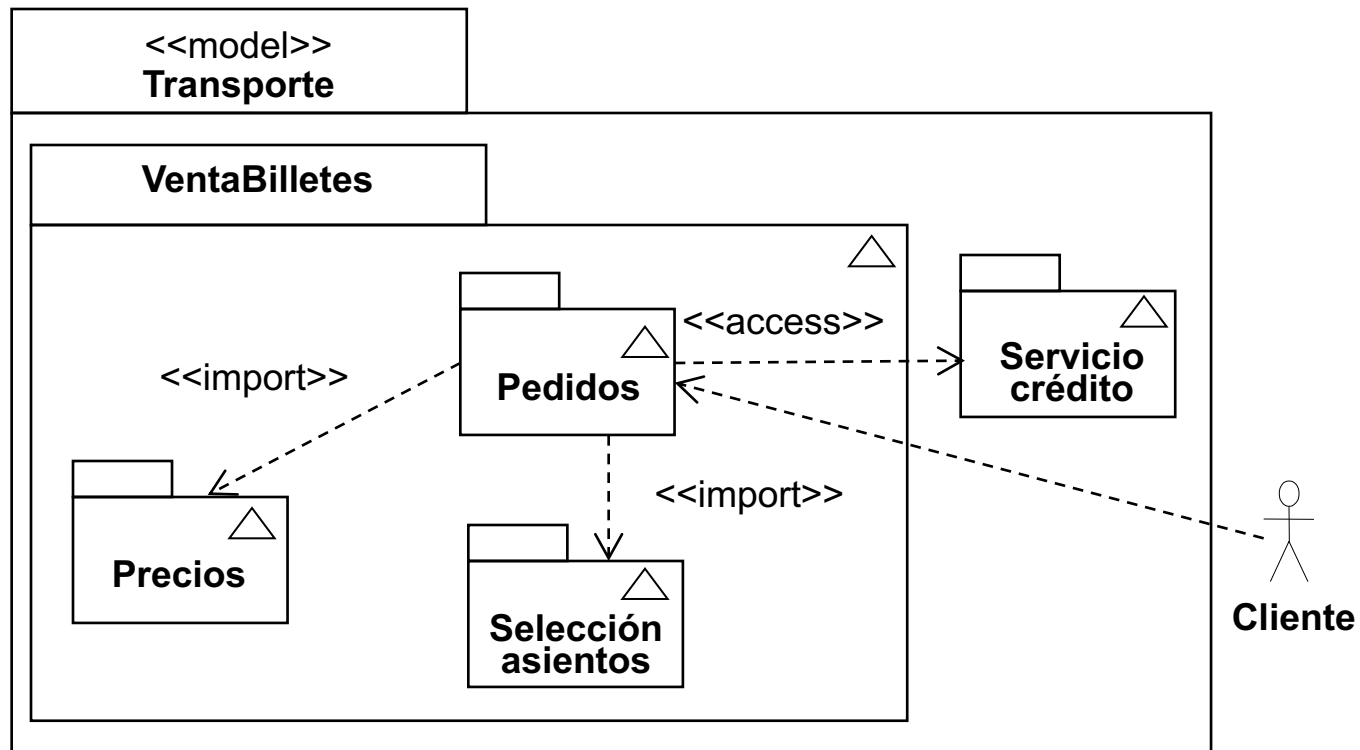 <<model>>
Transporte
VentaBilletes
<<access>>
<<import>>
Pedidos
Servicio
crédito
<<import>>
Precios
Selección
asientos
Cliente